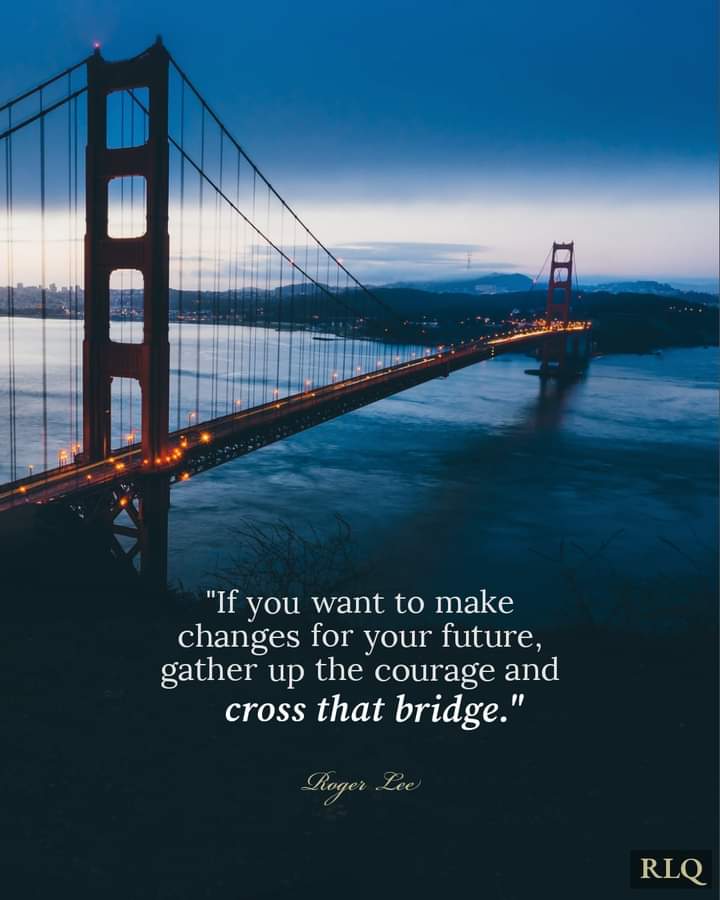 "If you want to make
changes for your future,
gather up the courage and
cross that bridge."
Roger Lee
RLQ